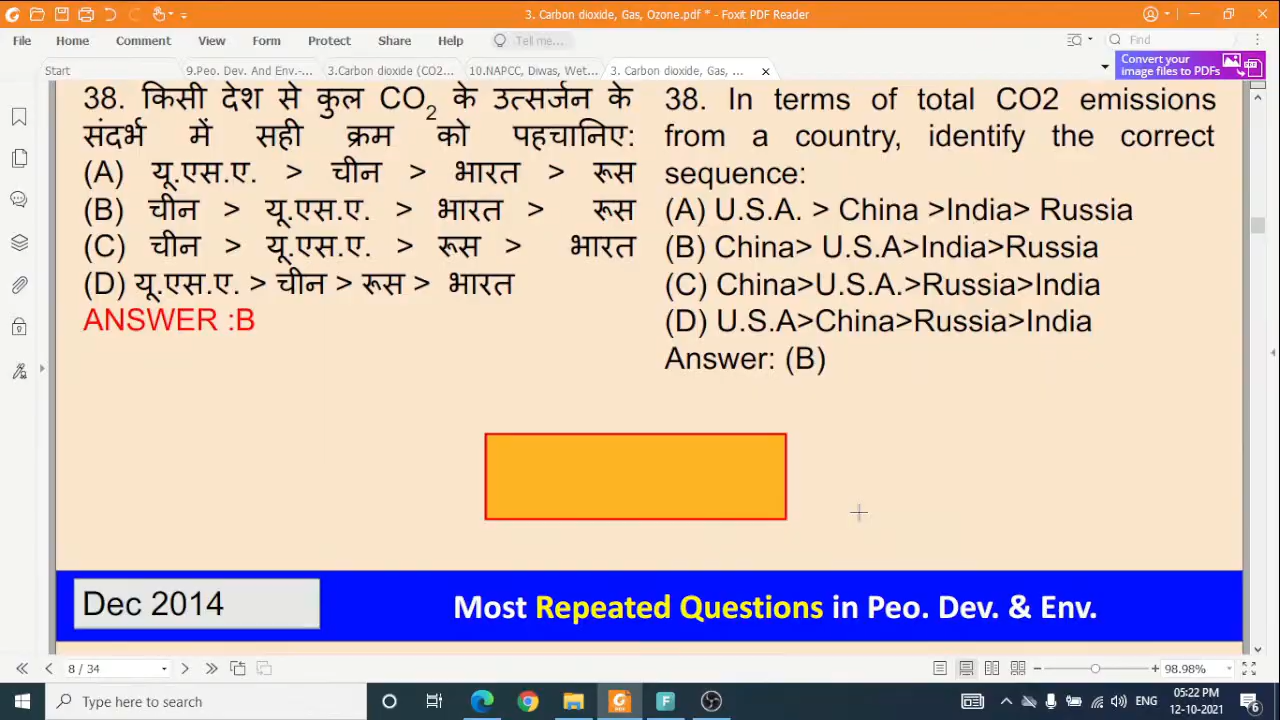 3. Carbon dioxide, Gas, Ozone.pdf * - Foxit PDF Reader
File Home Comment View Form Protect Share Help Tell me... Find
Start 9.Peo. Dev. And Env.-... 3.Carbon dioxide (CO2... 10.NAPC, Diwas, Wet... 3. Carbon dioxide, Gas, ...
Convert your
image files to PDFs
38. किसी देश से कुल CO2 के उत्सर्जन के
संदर्भ में सही क्रम को पहचानिए:
(A) यू.एस.ए. > चीन > भारत > रूस
(B) चीन > यू.एस.ए. > भारत > रूस
(C) चीन > यू.एस.ए. > रूस > भारत
(D) यू.एस.ए. > चीन > रूस > भारत
ANSWER :B
38. In terms of total CO2 emissions
from a country, identify the correct
sequence:
(A) U.S.A. > China >India> Russia
(B) China> U.S.A>India>Russia
(C) China>U.S.A.>Russia>India
(D) U.S.A>China>Russia>India
Answer: (B)
Dec 2014
Most Repeated Questions in Peo. Dev. & Env.
8 / 34
98.98%
Type here to search
ENG
05:22 PM
12-10-2021
6